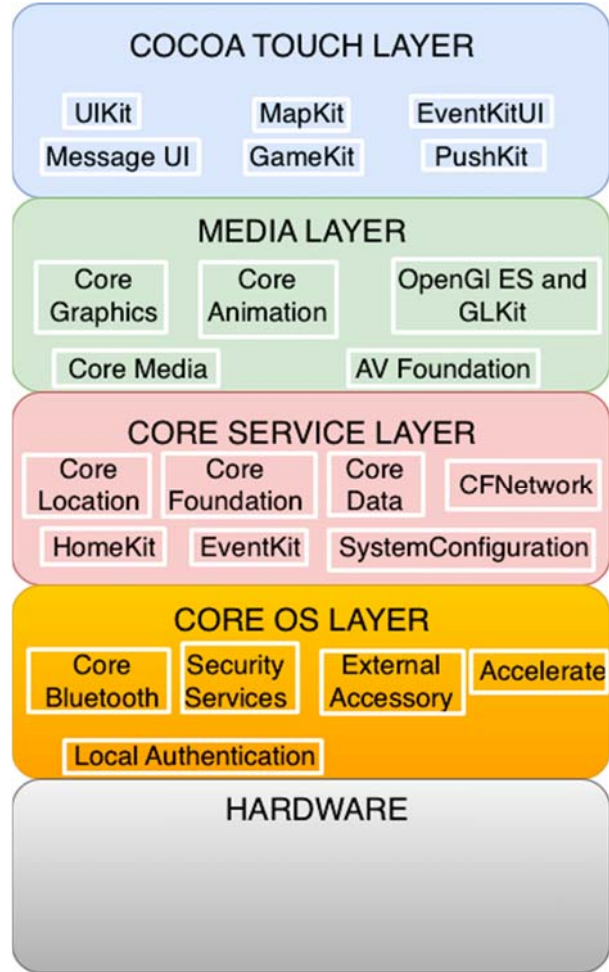 COCOA TOUCH LAYER
UIKit MapKit EventKitUI
Message UI GameKit PushKit
MEDIA LAYER
Core Graphics
Core Animation
OpenGl ES and GLKit
Core Media AV Foundation
CORE SERVICE LAYER
Core Location
Core Foundation
Core Data
CFNetwork
HomeKit EventKit SystemConfiguration
CORE OS LAYER
Core Bluetooth
Security Services
External Accessory
Accelerate
Local Authentication
HARDWARE